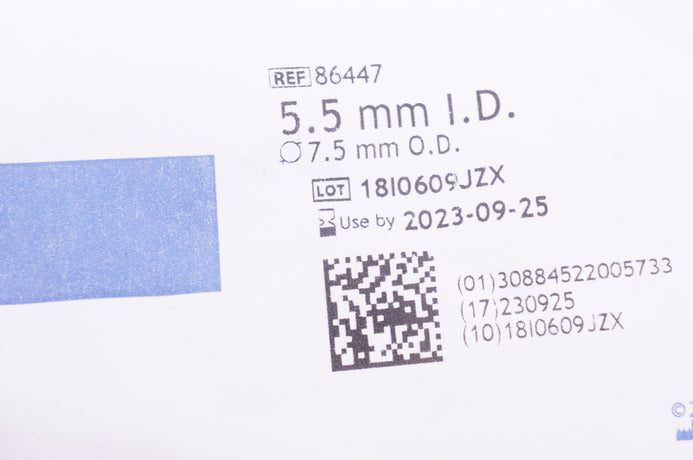 REF 86447
5.5 mm I.D.
7.5 mm O.D.
LOT 18I0609JZX
Use by 2023-09-25
(01)30884522005733
(17)230925
(10)18I0609JZX
©